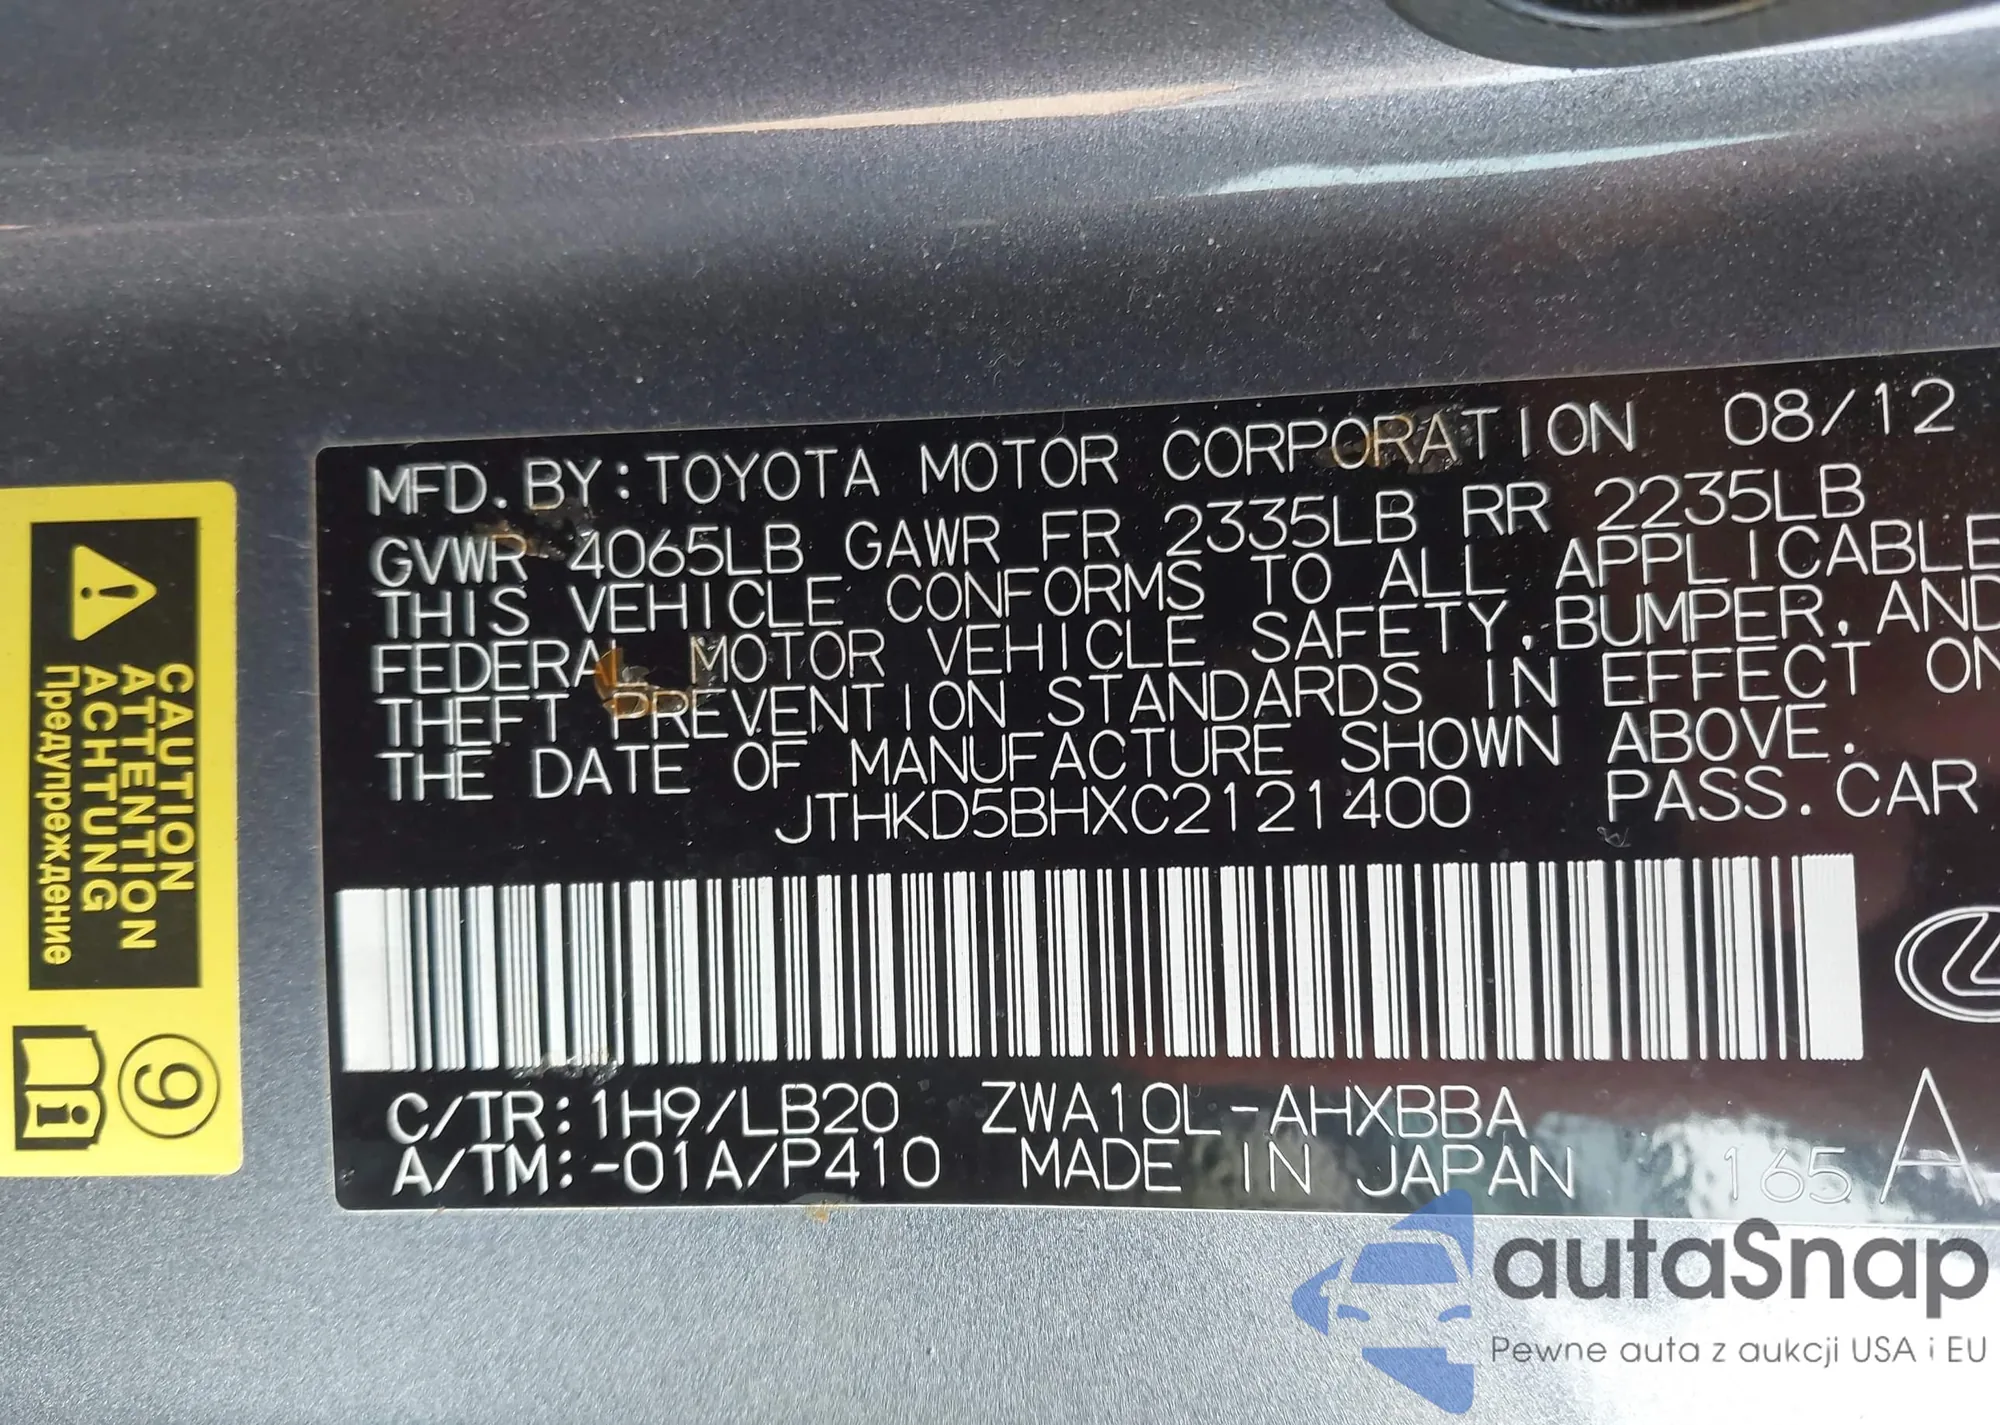 MFD. BY: TOYOTA MOTOR CORPORATION 08/12
GVWR 4065LB GAWR FR 2335LB RR 2235LB
THIS VEHICLE CONFORMS TO ALL APPLICABLE
FEDERAL MOTOR VEHICLE SAFETY, BUMPER, AND
THEFT PREVENTION STANDARDS IN EFFECT ON
THE DATE OF MANUFACTURE SHOWN ABOVE.
JTHKD5BHXC2121400 PASS. CAR
C/TR: 1H9/LB20 ZWA10L-AHXBBA
A/TM: -01A/P410 MADE IN JAPAN 165 A
CAUTION
ATTENTION
ACHTUNG
Предупреждение
9
i
autaSnap
Pewne auta z aukcji USA i EU